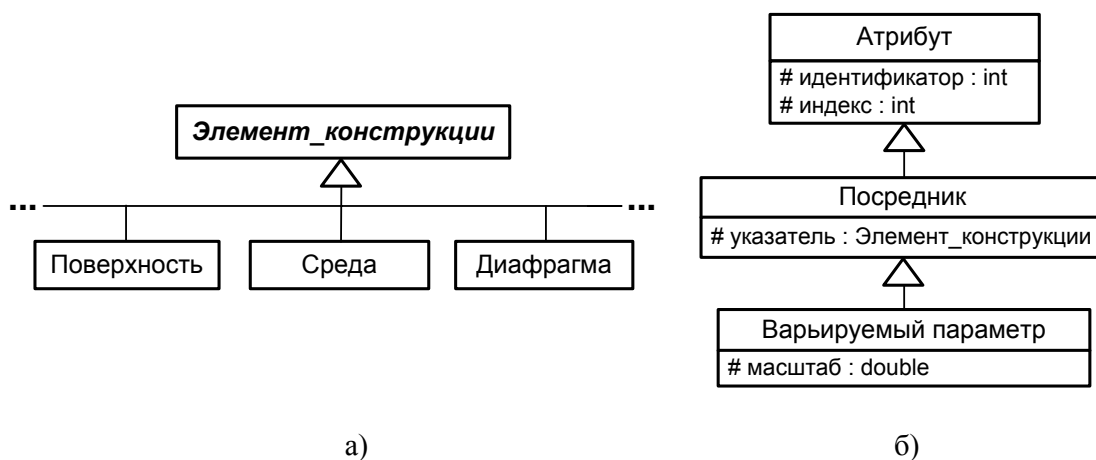 Элемент_конструкции
... ...
Поверхность Среда Диафрагма
а)
Атрибут
# идентификатор : int
# индекс : int
Посредник
# указатель : Элемент_конструкции
Варьируемый параметр
# масштаб : double
б)